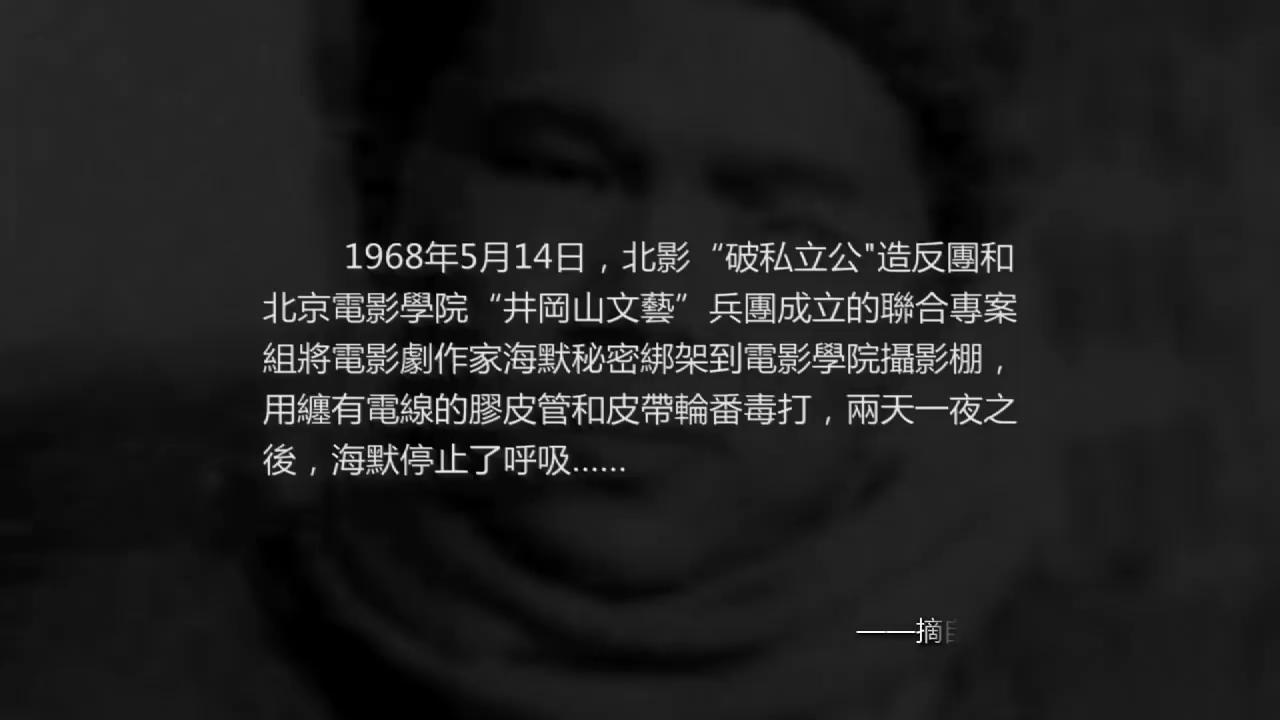 1968年5月14日，北影“破私立公"造反團和
北京電影學院“井岡山文藝”兵團成立的聯合專案
組將電影劇作家海默秘密綁架到電影學院攝影棚，
用纏有電線的膠皮管和皮帶輪番毒打，兩天一夜之
後，海默停止了呼吸……
——摘